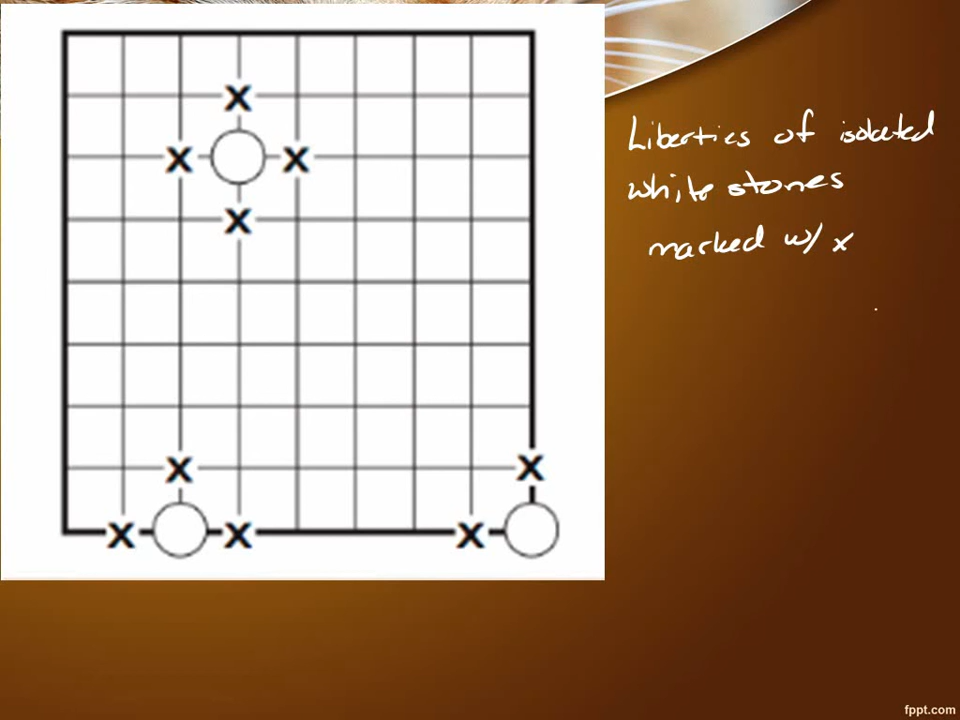 x
x x
x
Liberties of isolated
white stones
marked w/ x
x x
x x x
fppt.com